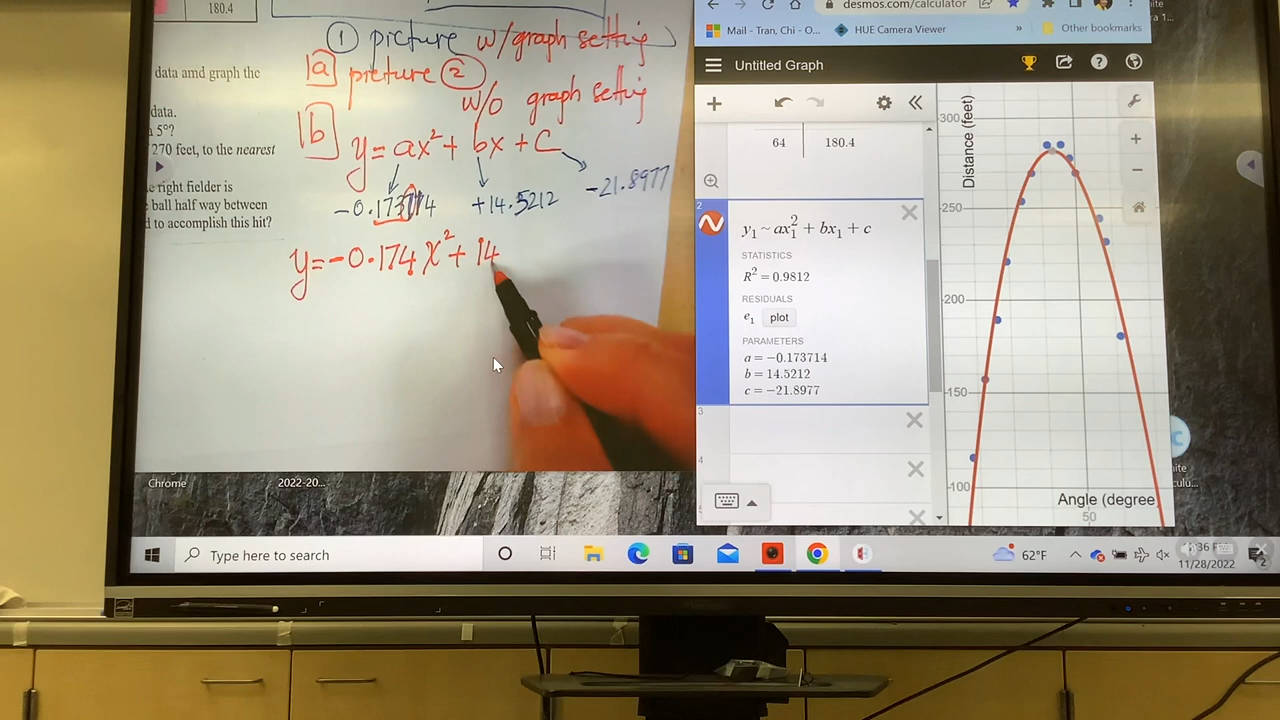 180.4
① picture w/graph setting
a picture ② w/o graph setting
data amd graph the
data.
5°?
270 feet, to the nearest
b y = ax² + bx + c
right fielder is
ball half way between
to accomplish this hit?
-0.173714 +14.5212 -21.8977
y = -0.174x² + 14
desmos.com/calculator
Mail - Tran, Chi - O... HUE Camera Viewer » Other bookmarks
Untitled Graph
64 180.4
2
y₁ ~ ax₁² + bx₁ + c
STATISTICS
R² = 0.9812
RESIDUALS
e₁ plot
PARAMETERS
a = -0.173714
b = 14.5212
c = -21.8977
3
4
Distance (feet)
300
250
200
150
100
Angle (degree
50
Chrome 2022-20...
Type here to search
62°F
11/28/2022